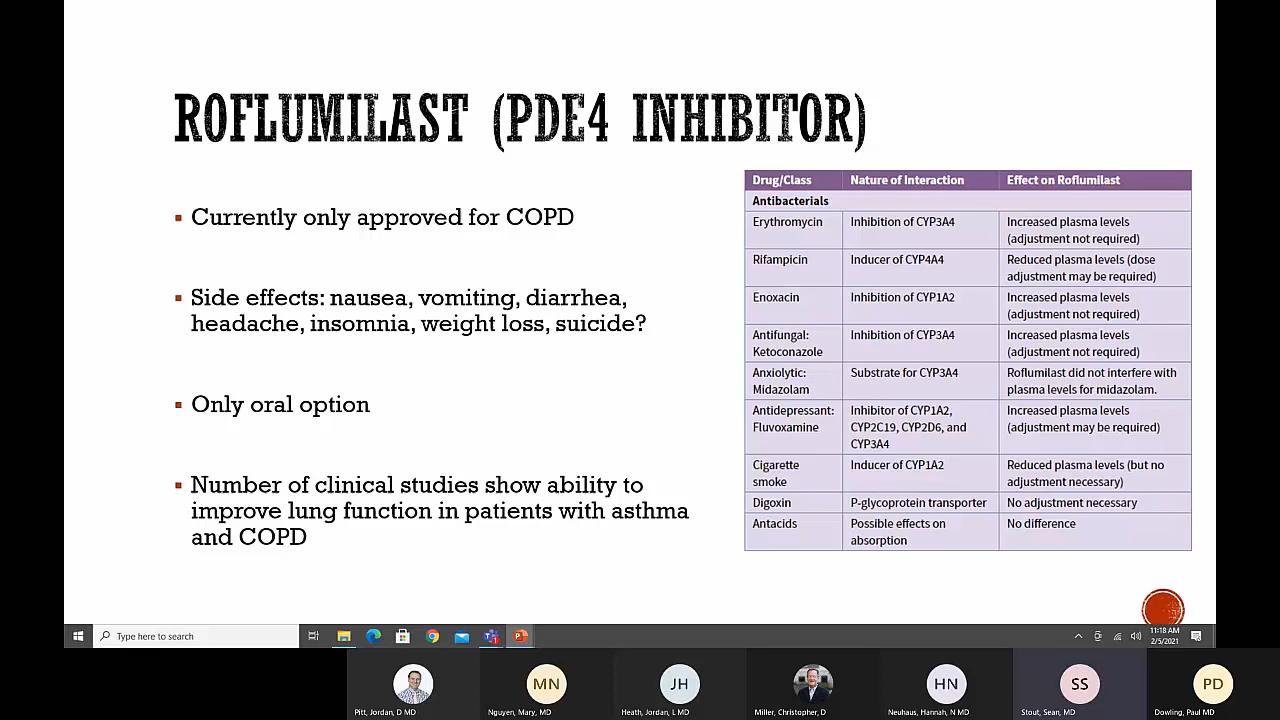 ROFLUMILAST (PDE4 INHIBITOR)
▪ Currently only approved for COPD
▪ Side effects: nausea, vomiting, diarrhea,
headache, insomnia, weight loss, suicide?
▪ Only oral option
▪ Number of clinical studies show ability to
improve lung function in patients with asthma
and COPD
Drug/Class Nature of Interaction Effect on Roflumilast
Antibacterials
Erythromycin Inhibition of CYP3A4 Increased plasma levels
(adjustment not required)
Rifampicin Inducer of CYP4A4 Reduced plasma levels (dose
adjustment may be required)
Enoxacin Inhibition of CYP1A2 Increased plasma levels
(adjustment not required)
Antifungal: Inhibition of CYP3A4 Increased plasma levels
Ketoconazole (adjustment not required)
Anxiolytic: Substrate for CYP3A4 Roflumilast did not interfere with
Midazolam plasma levels for midazolam.
Antidepressant: Inhibitor of CYP1A2, Increased plasma levels
Fluvoxamine CYP2C19, CYP2D6, and (adjustment may be required)
CYP3A4
Cigarette Inducer of CYP1A2 Reduced plasma levels (but no
smoke adjustment necessary)
Digoxin P-glycoprotein transporter No adjustment necessary
Antacids Possible effects on No difference
absorption
Type here to search
11:18 AM
2/5/2021
MN JH HN SS PD
Pitt, Jordan, D MD Nguyen, Mary, MD Heath, Jordan, L MD Miller, Christopher, D Neuhaus, Hannah, N MD Stout, Sean, MD Dowling, Paul MD